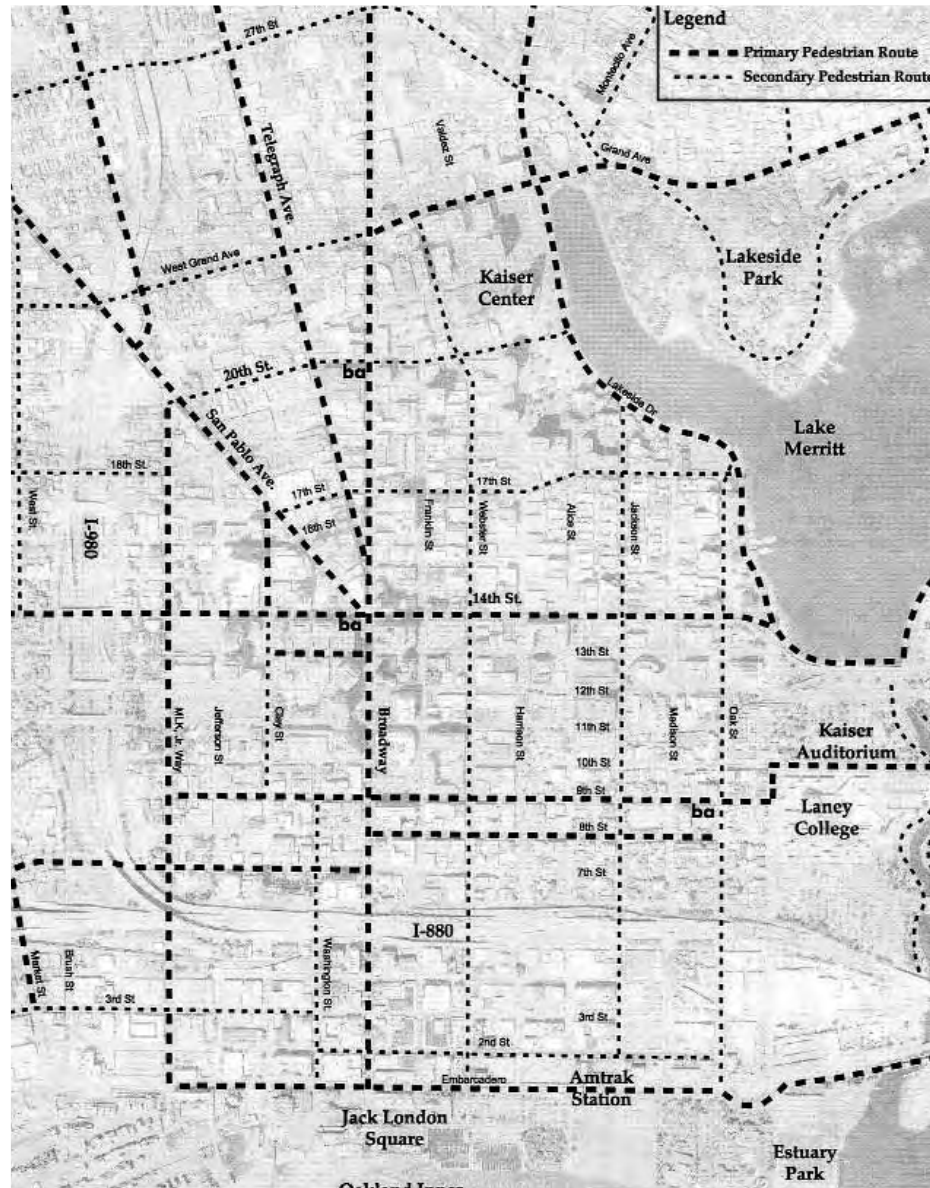 Legend
Primary Pedestrian Route
Secondary Pedestrian Route
27th St
Montecito Ave
Telegraph Ave.
Valdez St
Grand Ave
West Grand Ave
Kaiser
Center
Lakeside
Park
20th St.
ba
Lakeside Dr
San Pablo Ave.
Lake
Merritt
18th St.
17th St
17th St
West St.
I-980
16th St
Franklin St
Webster St
Alice St
Jackson St
14th St.
ba
13th St
12th St
MLK, Jr. Way
Jefferson St
Clay St
Broadway
Harrison St
11th St
Madison St
Oak St
Kaiser
Auditorium
10th St
9th St
ba
Laney
College
8th St
7th St
I-880
Market St.
Brush St
Washington St.
3rd St
3rd St
2nd St
Embarcadero
Amtrak
Station
Jack London
Square
Estuary
Park